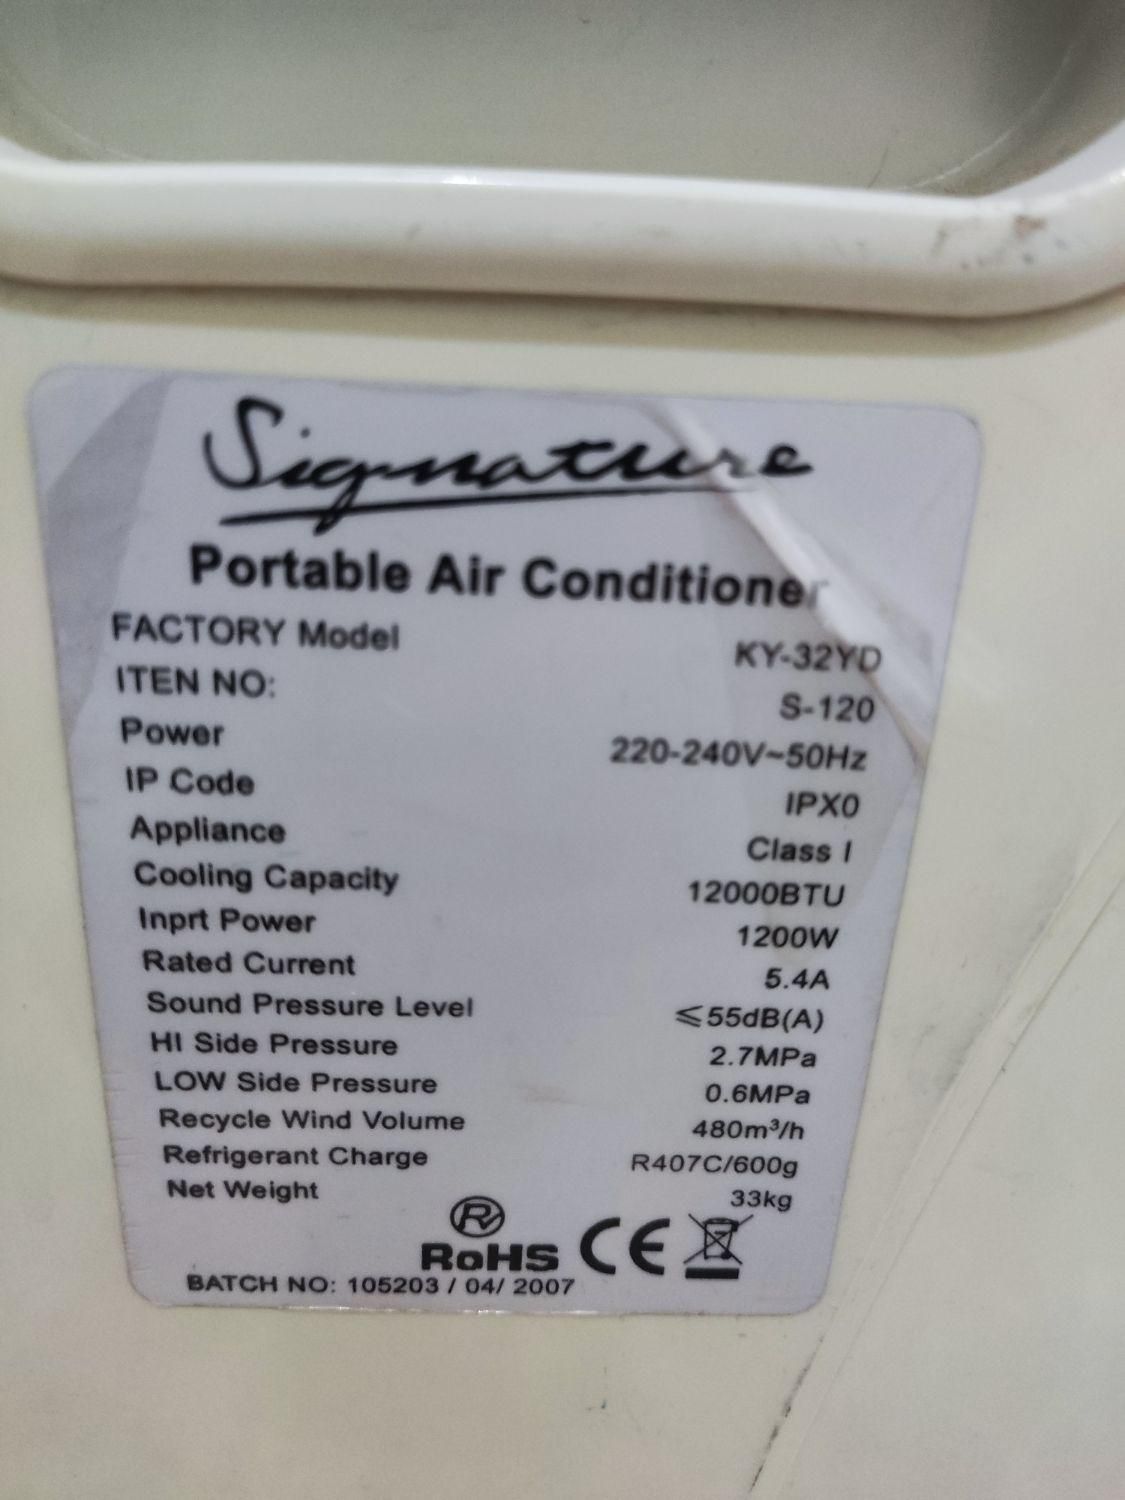 Signature
Portable Air Conditioner
FACTORY Model KY-32YD
ITEN NO: S-120
Power 220-240V~50Hz
IP Code IPX0
Appliance Class I
Cooling Capacity 12000BTU
Inprt Power 1200W
Rated Current 5.4A
Sound Pressure Level ≤55dB(A)
HI Side Pressure 2.7MPa
LOW Side Pressure 0.6MPa
Recycle Wind Volume 480m³/h
Refrigerant Charge R407C/600g
Net Weight 33kg
RoHS CE
BATCH NO: 105203 / 04/ 2007